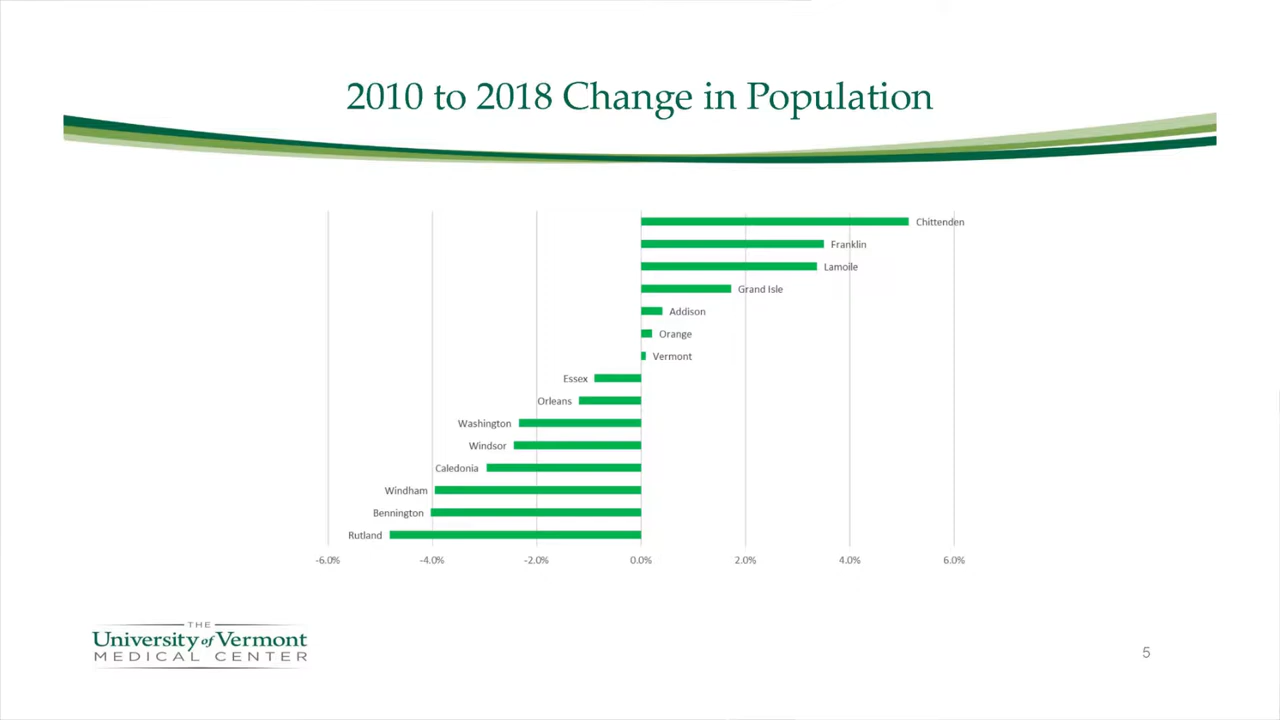 2010 to 2018 Change in Population
Chittenden
Franklin
Lamoile
Grand Isle
Addison
Orange
Vermont
Essex
Orleans
Washington
Windsor
Caledonia
Windham
Bennington
Rutland
-6.0% -4.0% -2.0% 0.0% 2.0% 4.0% 6.0%
THE
University of Vermont
MEDICAL CENTER
5